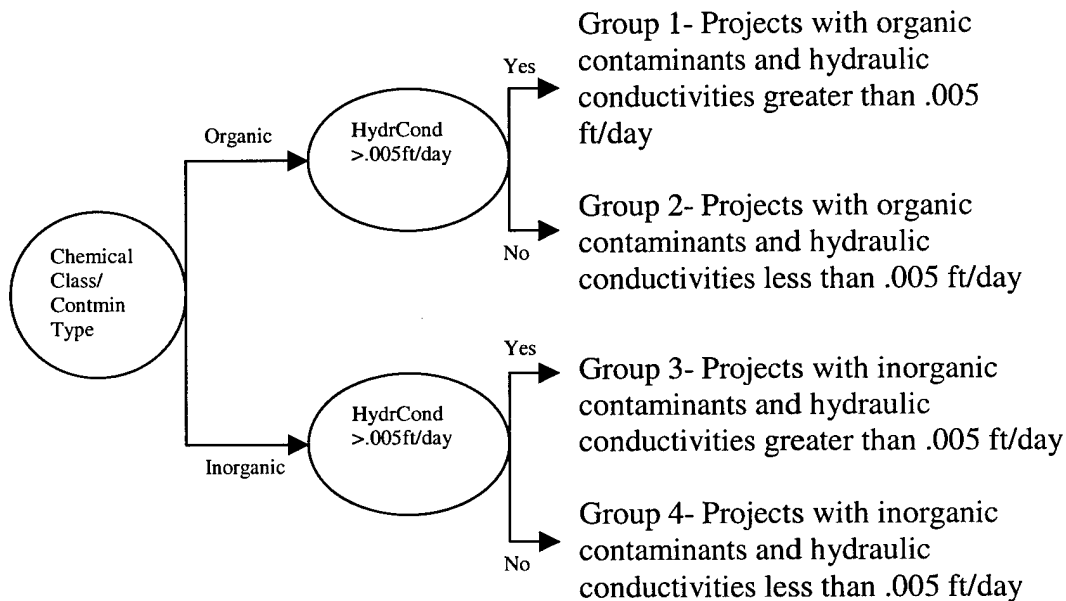 Chemical
Class/
Contmin
Type
Organic
HydrCond
>.005ft/day
Yes
Group 1- Projects with organic
contaminants and hydraulic
conductivities greater than .005
ft/day
No
Group 2- Projects with organic
contaminants and hydraulic
conductivities less than .005 ft/day
Inorganic
HydrCond
>.005ft/day
Yes
Group 3- Projects with inorganic
contaminants and hydraulic
conductivities greater than .005 ft/day
No
Group 4- Projects with inorganic
contaminants and hydraulic
conductivities less than .005 ft/day